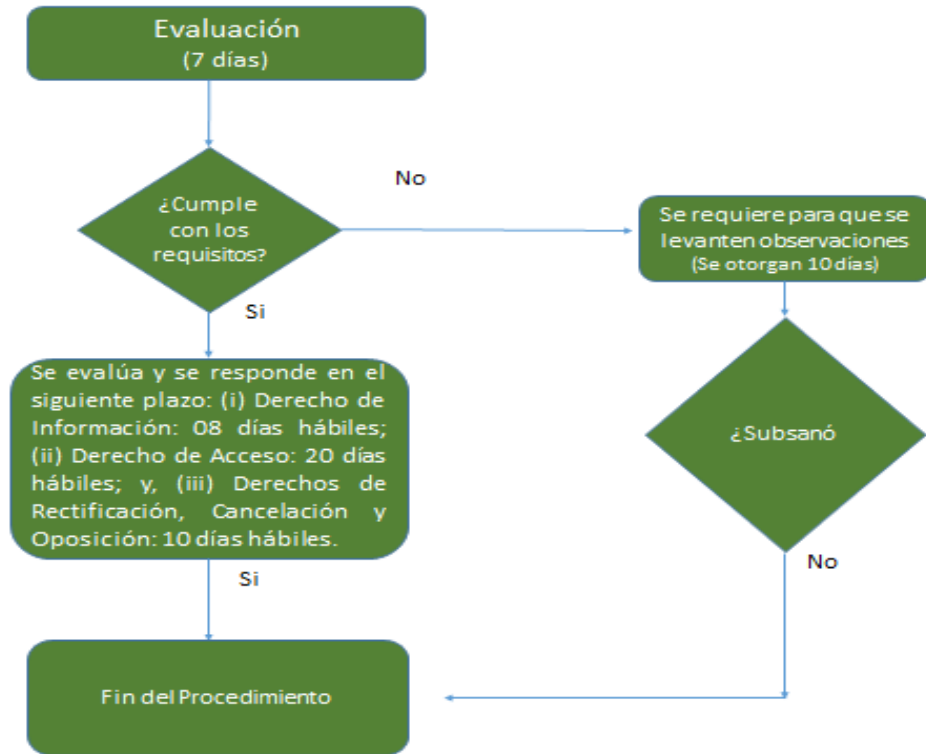 Evaluación
(7 días)
¿Cumple
con los
requisitos?
No
Se requiere para que se
levanten observaciones
(Se otorgan 10 días)
Si
Se evalúa y se responde en el
siguiente plazo: (i) Derecho de
Información: 08 días hábiles;
(ii) Derecho de Acceso: 20 días
hábiles; y, (iii) Derechos de
Rectificación, Cancelación y
Oposición: 10 días hábiles.
¿Subsanó
Si
No
Fin del Procedimiento